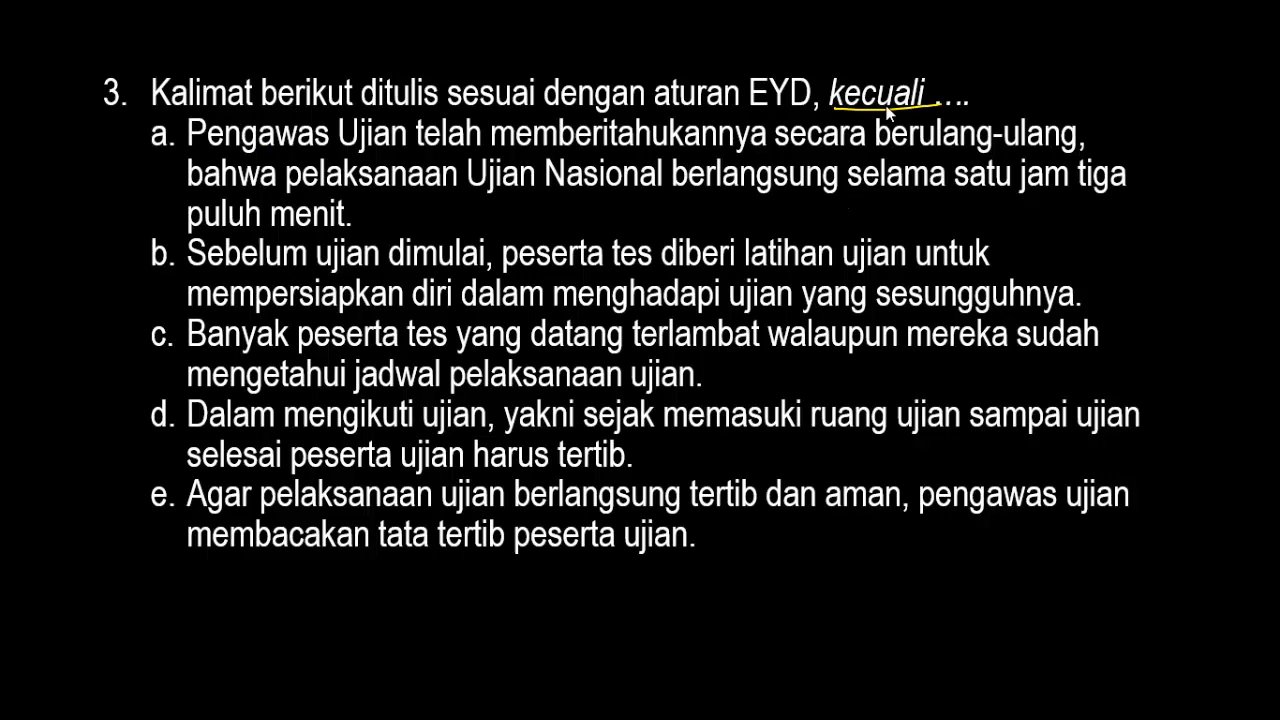 3. Kalimat berikut ditulis sesuai dengan aturan EYD, kecuali ....
a. Pengawas Ujian telah memberitahukannya secara berulang-ulang,
bahwa pelaksanaan Ujian Nasional berlangsung selama satu jam tiga
puluh menit.
b. Sebelum ujian dimulai, peserta tes diberi latihan ujian untuk
mempersiapkan diri dalam menghadapi ujian yang sesungguhnya.
c. Banyak peserta tes yang datang terlambat walaupun mereka sudah
mengetahui jadwal pelaksanaan ujian.
d. Dalam mengikuti ujian, yakni sejak memasuki ruang ujian sampai ujian
selesai peserta ujian harus tertib.
e. Agar pelaksanaan ujian berlangsung tertib dan aman, pengawas ujian
membacakan tata tertib peserta ujian.